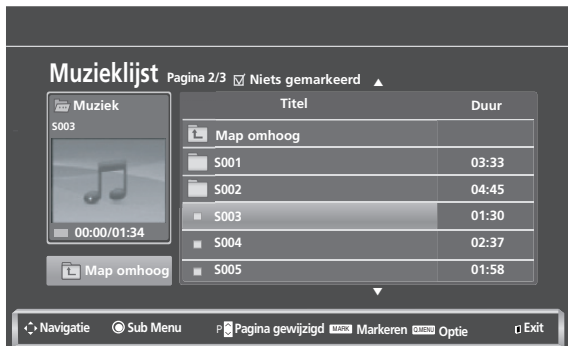 Muzieklijst Pagina 2/3 Niets gemarkeerd
Muziek
S003
00:00/01:34
Map omhoog
Titel Duur
Map omhoog
S001 03:33
S002 04:45
S003 01:30
S004 02:37
S005 01:58
Navigatie Sub Menu P Pagina gewijzigd MARK Markeren Q.MENU Optie Exit